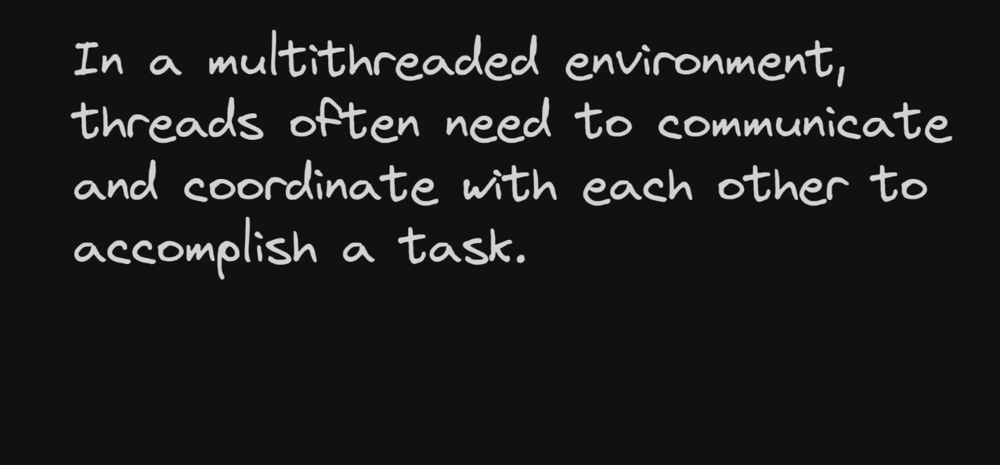 In a multithreaded environment,
threads often need to communicate
and coordinate with each other to
accomplish a task.